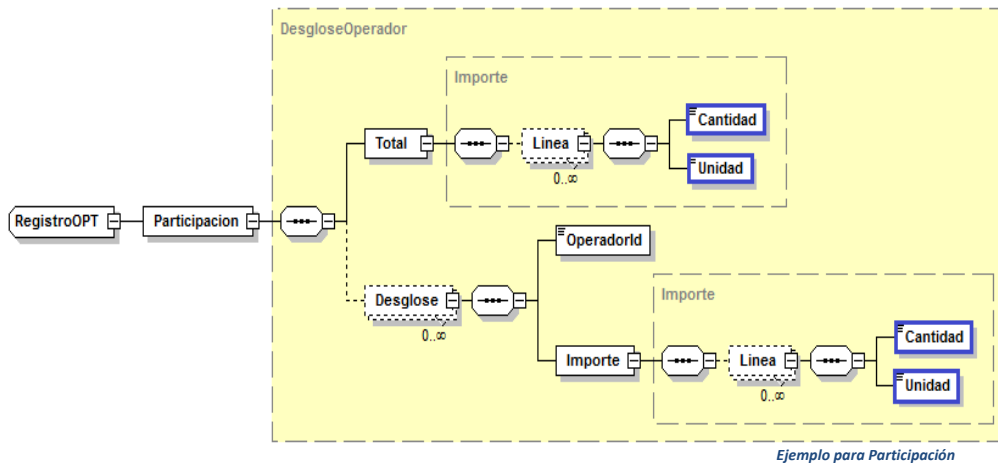 DesgloseOperador
Importe
Total
Linea
0..∞
Cantidad
Unidad
RegistroOPT
Participacion
Desglose
0..∞
OperadorId
Importe
Importe
Linea
0..∞
Cantidad
Unidad
Ejemplo para Participación